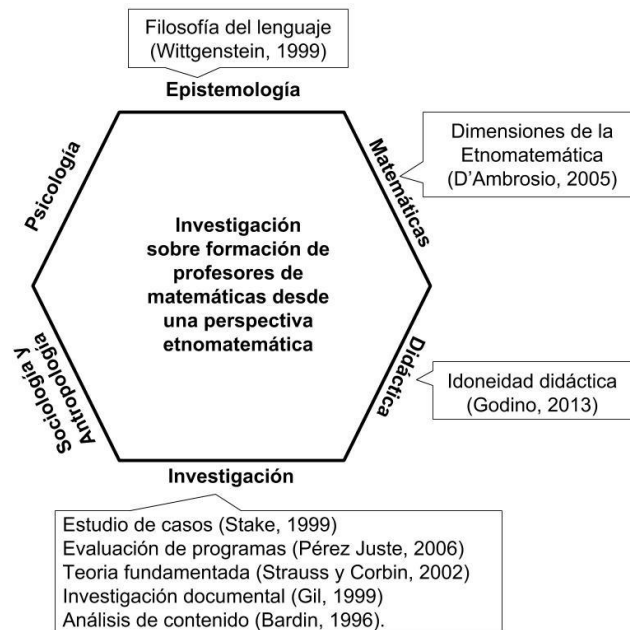 Filosofía del lenguaje
(Wittgenstein, 1999)
Epistemología
Psicología
Matemáticas
Dimensiones de la
Etnomatemática
(D’Ambrosio, 2005)
Investigación
sobre formación de
profesores de
matemáticas desde
una perspectiva
etnomatemática
Sociología y
Antropología
Didáctica
Idoneidad didáctica
(Godino, 2013)
Investigación
Estudio de casos (Stake, 1999)
Evaluación de programas (Pérez Juste, 2006)
Teoria fundamentada (Strauss y Corbin, 2002)
Investigación documental (Gil, 1999)
Análisis de contenido (Bardin, 1996).